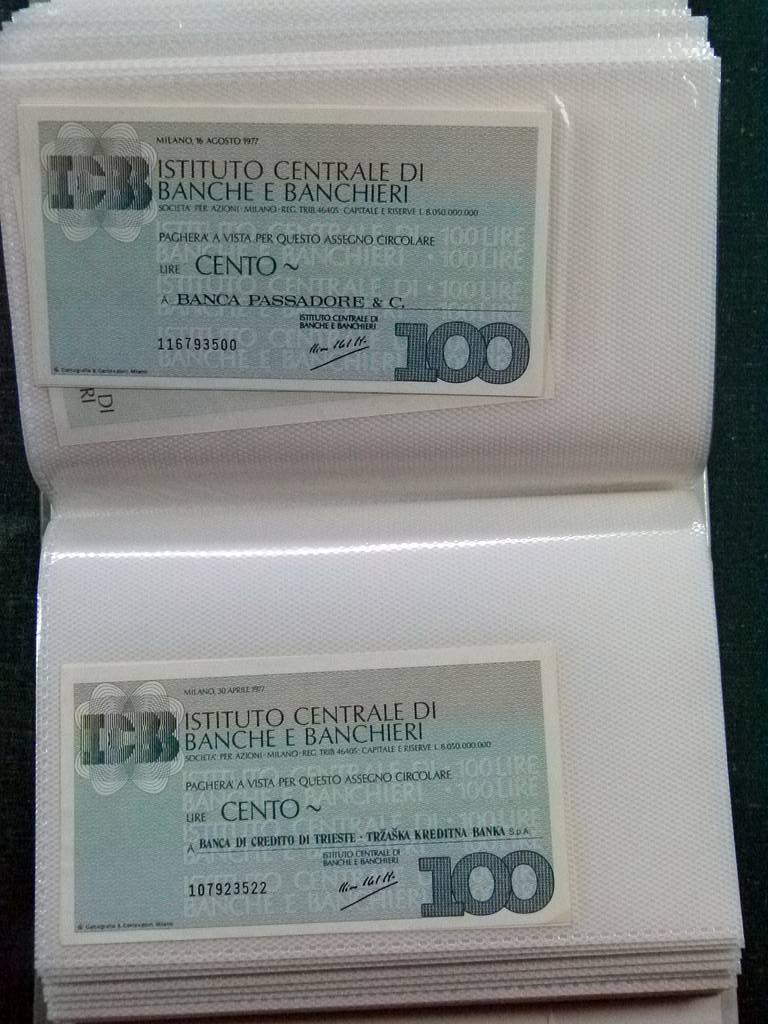 MILANO, 16 AGOSTO 1977
ICB
ISTITUTO CENTRALE DI
BANCHE E BANCHIERI
SOCIETA' PER AZIONI · MILANO · REG. TRIB. 46405 · CAPITALE E RISERVE L. 8.050.000.000
PAGHERA' A VISTA PER QUESTO ASSEGNO CIRCOLARE
LIRE CENTO ~
A BANCA PASSADORE & C.
ISTITUTO CENTRALE DI
BANCHE E BANCHIERI
116793500
100
DI
RI
MILANO, 30 APRILE 1977
ICB
ISTITUTO CENTRALE DI
BANCHE E BANCHIERI
SOCIETA' PER AZIONI · MILANO · REG. TRIB. 46405 · CAPITALE E RISERVE L. 8.050.000.000
PAGHERA' A VISTA PER QUESTO ASSEGNO CIRCOLARE
LIRE CENTO ~
A BANCA DI CREDITO DI TRIESTE · TRŽAŠKA KREDITNA BANKA S.p.A.
ISTITUTO CENTRALE DI
BANCHE E BANCHIERI
107923522
100